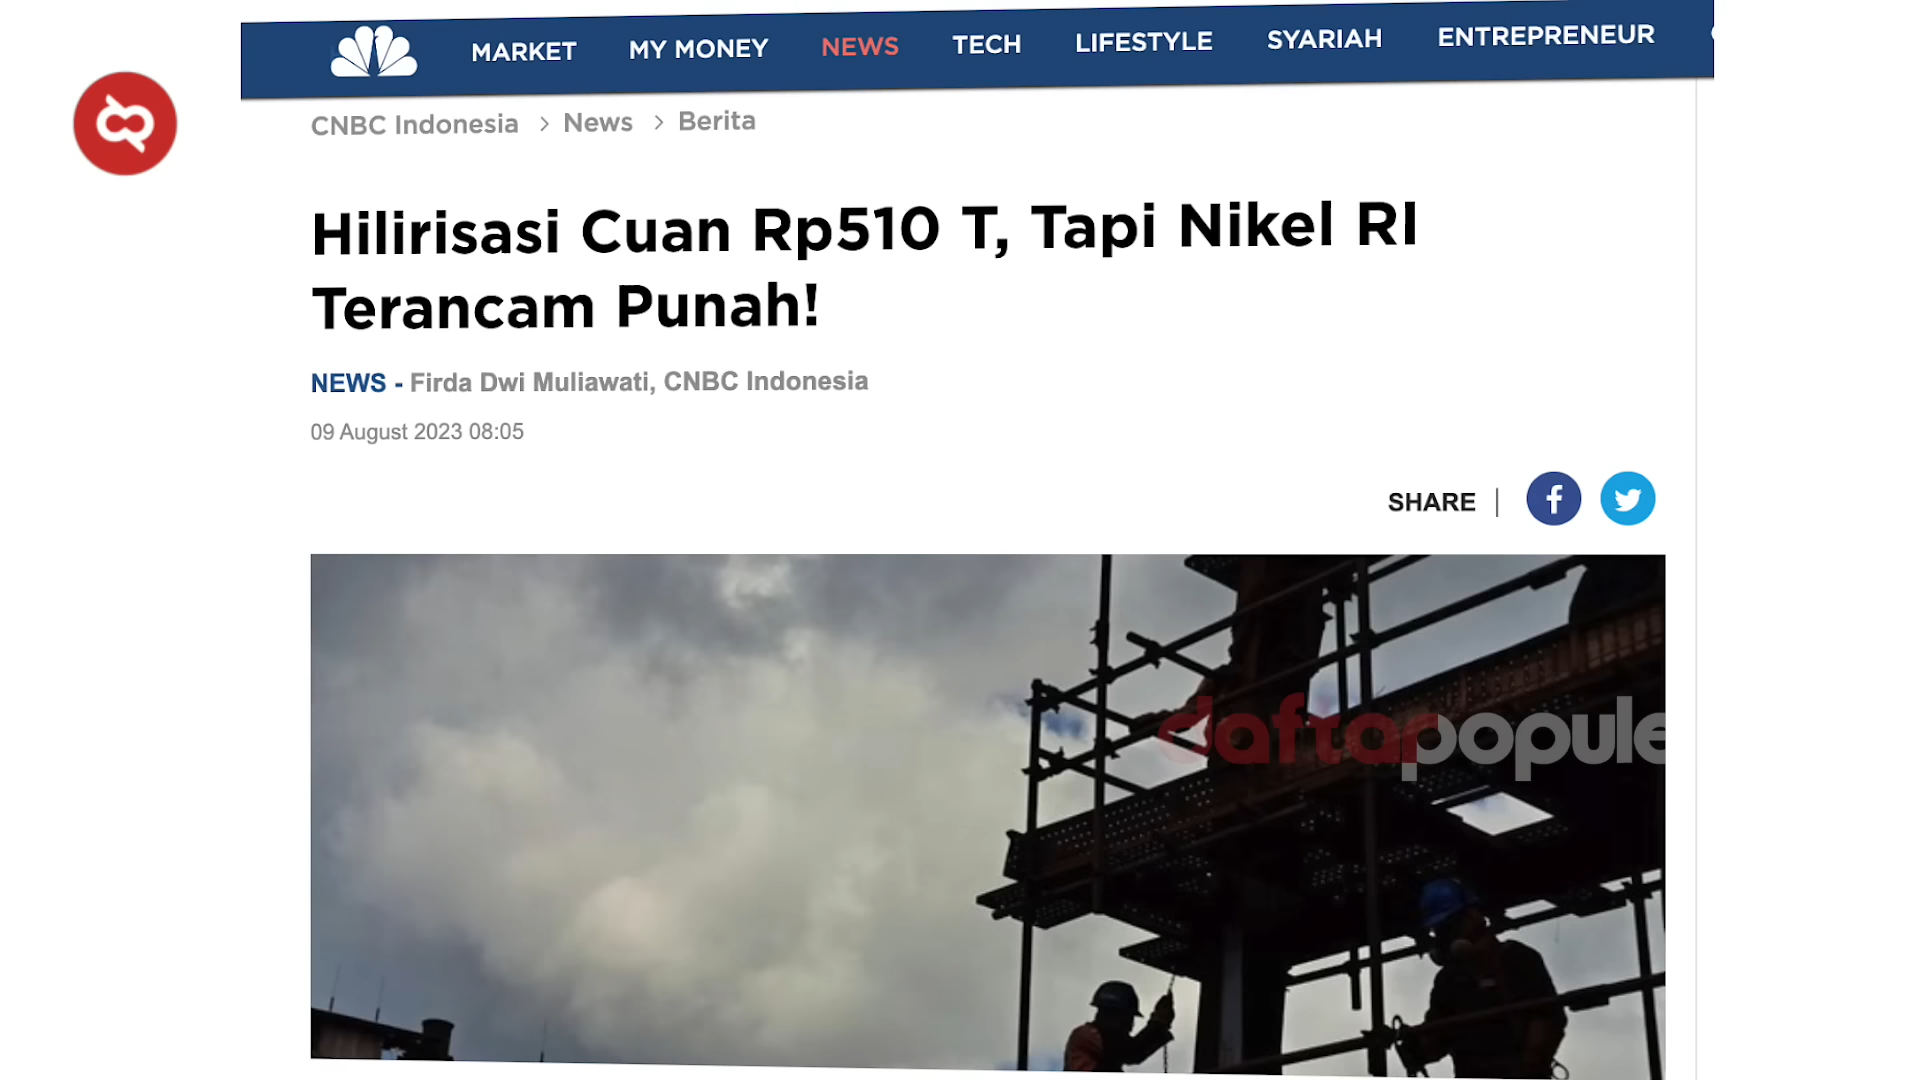 MARKET MY MONEY NEWS TECH LIFESTYLE SYARIAH ENTREPRENEUR
CNBC Indonesia > News > Berita
Hilirisasi Cuan Rp510 T, Tapi Nikel RI
Terancam Punah!
NEWS - Firda Dwi Muliawati, CNBC Indonesia
09 August 2023 08:05
SHARE |
daftarpopule